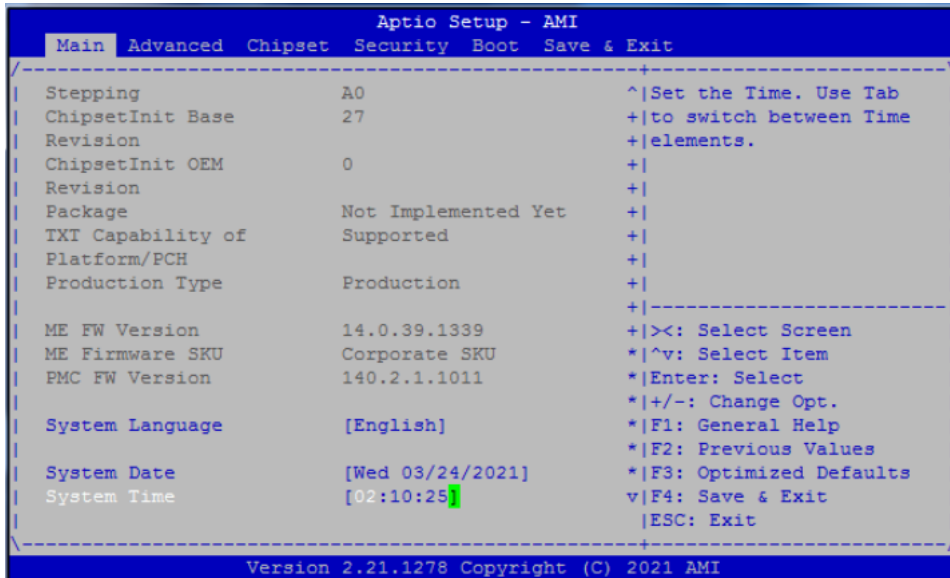 Aptio Setup - AMI
Main Advanced Chipset Security Boot Save & Exit
/----------------------------------------------------+-------------------------\
| Stepping A0 ^|Set the Time. Use Tab
| ChipsetInit Base 27 +|to switch between Time
| Revision +|elements.
| ChipsetInit OEM 0 +|
| Revision +|
| Package Not Implemented Yet +|
| TXT Capability of Supported +|
| Platform/PCH +|
| Production Type Production +|
| +|-------------------------
| ME FW Version 14.0.39.1339 +|><: Select Screen
| ME Firmware SKU Corporate SKU *|^v: Select Item
| PMC FW Version 140.2.1.1011 *|Enter: Select
| *|+/-: Change Opt.
| System Language [English] *|F1: General Help
| *|F2: Previous Values
| System Date [Wed 03/24/2021] *|F3: Optimized Defaults
| System Time [02:10:25] v|F4: Save & Exit
| |ESC: Exit
\----------------------------------------------------+-------------------------/
Version 2.21.1278 Copyright (C) 2021 AMI